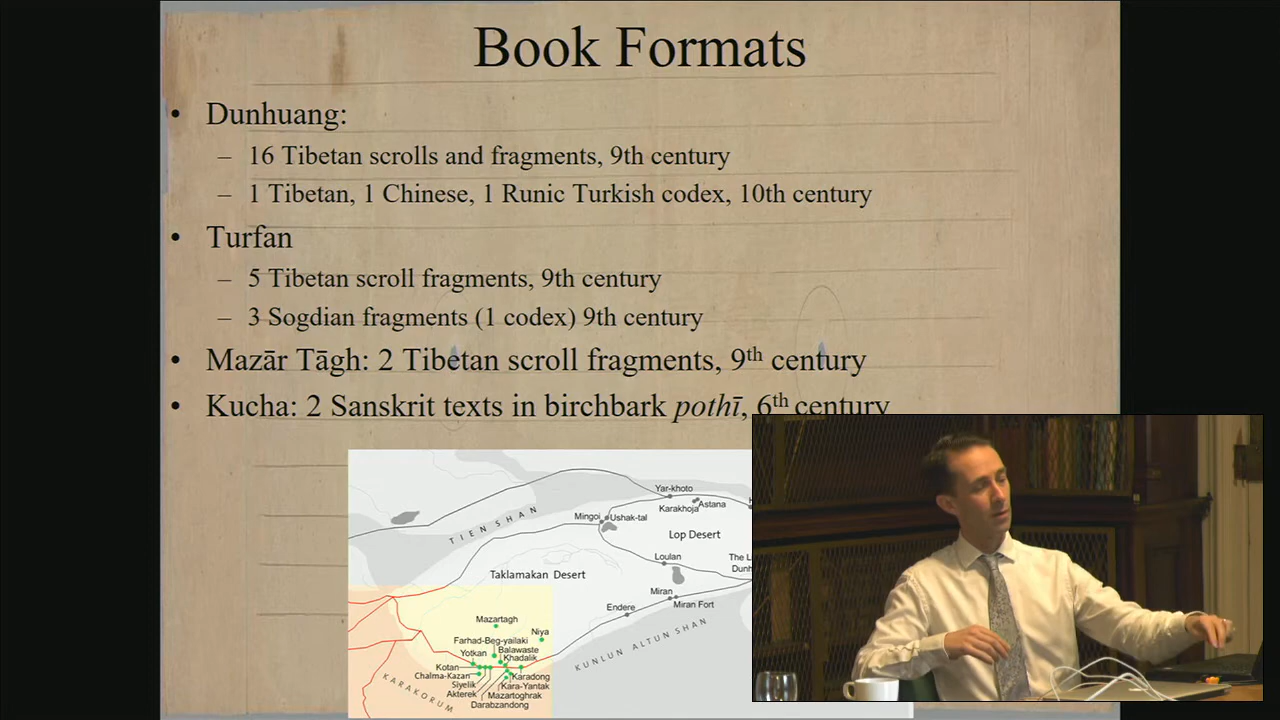 Book Formats
• Dunhuang:
– 16 Tibetan scrolls and fragments, 9th century
– 1 Tibetan, 1 Chinese, 1 Runic Turkish codex, 10th century
• Turfan
– 5 Tibetan scroll fragments, 9th century
– 3 Sogdian fragments (1 codex) 9th century
• Mazār Tāgh: 2 Tibetan scroll fragments, 9th century
• Kucha: 2 Sanskrit texts in birchbark pothī, 6th century
Yar-khoto
Karakhoja
Astana
TIEN SHAN
Mingoi
Ushak-tal
Lop Desert
Loulan
Taklamakan Desert
Miran
Miran Fort
Endere
Mazartagh
Niya
Farhad-Beg-yailaki
Balawaste
Yotkan
Khadalik
Kotan
Chalma-Kazan
Karadong
Siyelik
Kara-Yantak
Akterek
Mazartoghrak
Darabzandong
KARAKORUM
KUNLUN ALTUN SHAN